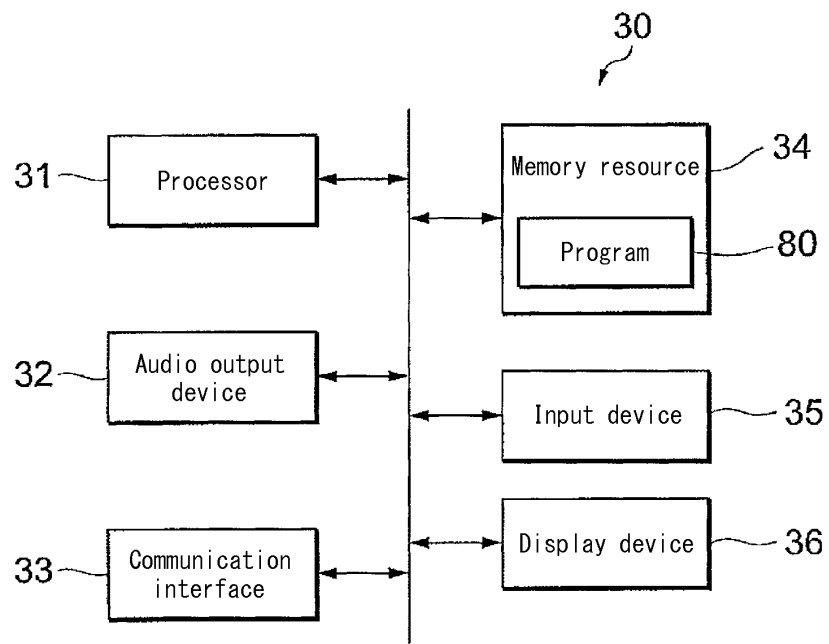 30
31
Processor
Memory resource
34
Program
80
32
Audio output
device
Input device
35
33
Communication
interface
Display device
36